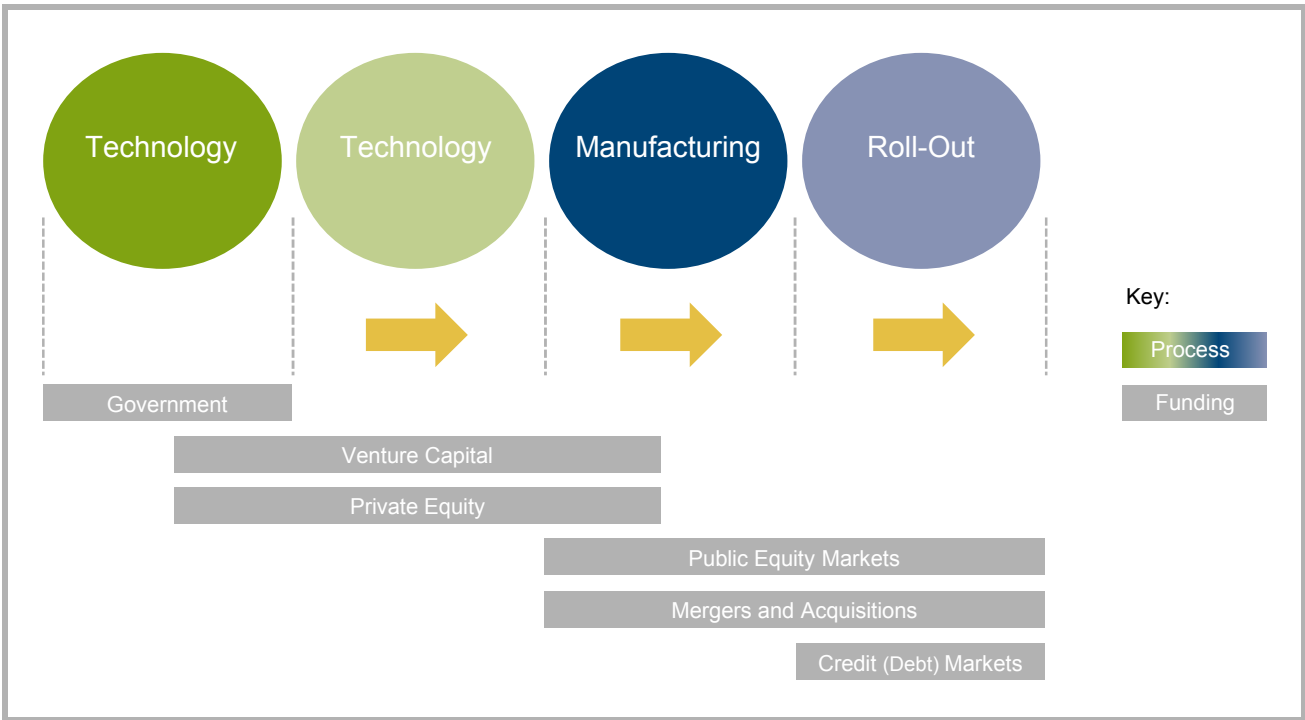 Technology
Technology
Manufacturing
Roll-Out
Key:
Process
Funding
Government
Venture Capital
Private Equity
Public Equity Markets
Mergers and Acquisitions
Credit (Debt) Markets